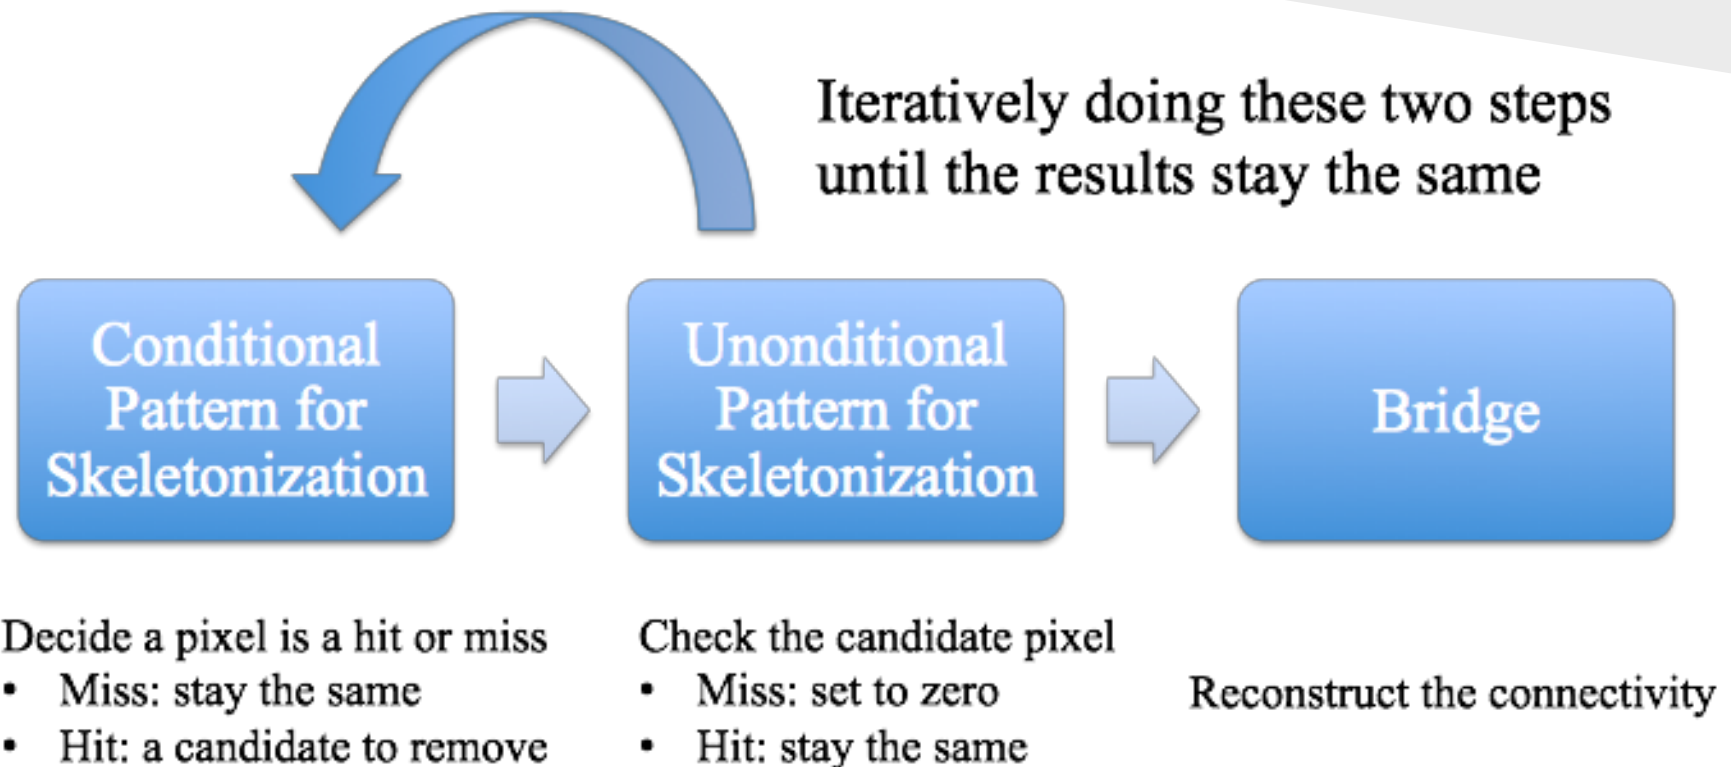 Iteratively doing these two steps
until the results stay the same
Conditional
Pattern for
Skeletonization
Unonditional
Pattern for
Skeletonization
Bridge
Decide a pixel is a hit or miss
• Miss: stay the same
• Hit: a candidate to remove
Check the candidate pixel
• Miss: set to zero
• Hit: stay the same
Reconstruct the connectivity